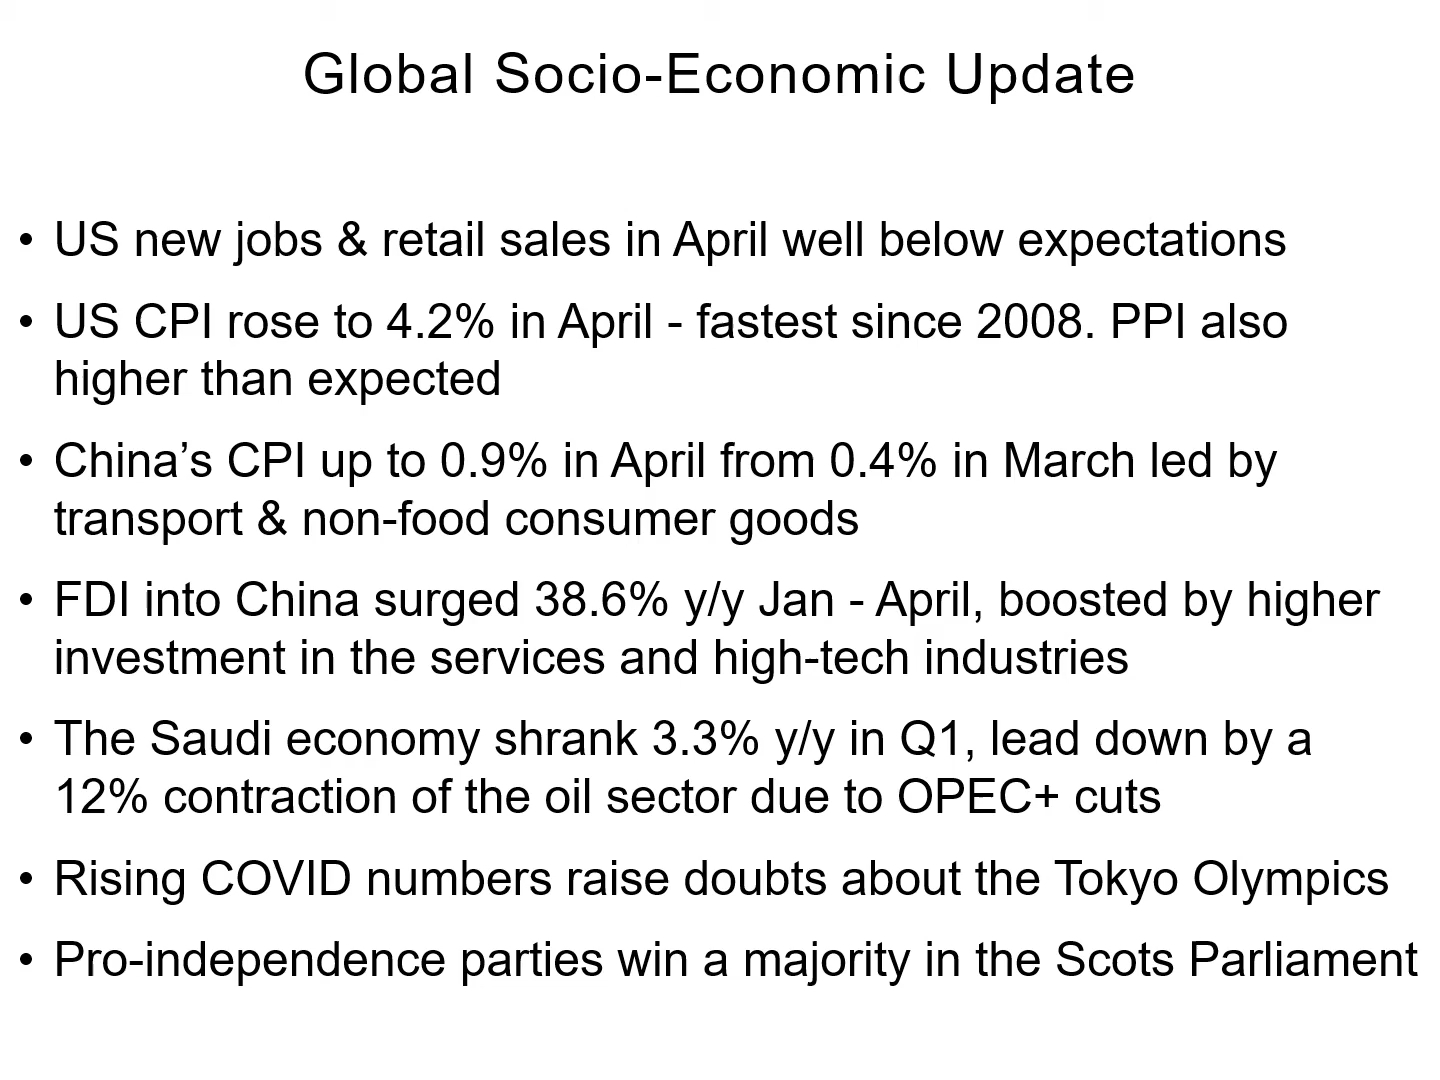 Global Socio-Economic Update
• US new jobs & retail sales in April well below expectations
• US CPI rose to 4.2% in April - fastest since 2008. PPI also
higher than expected
• China’s CPI up to 0.9% in April from 0.4% in March led by
transport & non-food consumer goods
• FDI into China surged 38.6% y/y Jan - April, boosted by higher
investment in the services and high-tech industries
• The Saudi economy shrank 3.3% y/y in Q1, lead down by a
12% contraction of the oil sector due to OPEC+ cuts
• Rising COVID numbers raise doubts about the Tokyo Olympics
• Pro-independence parties win a majority in the Scots Parliament